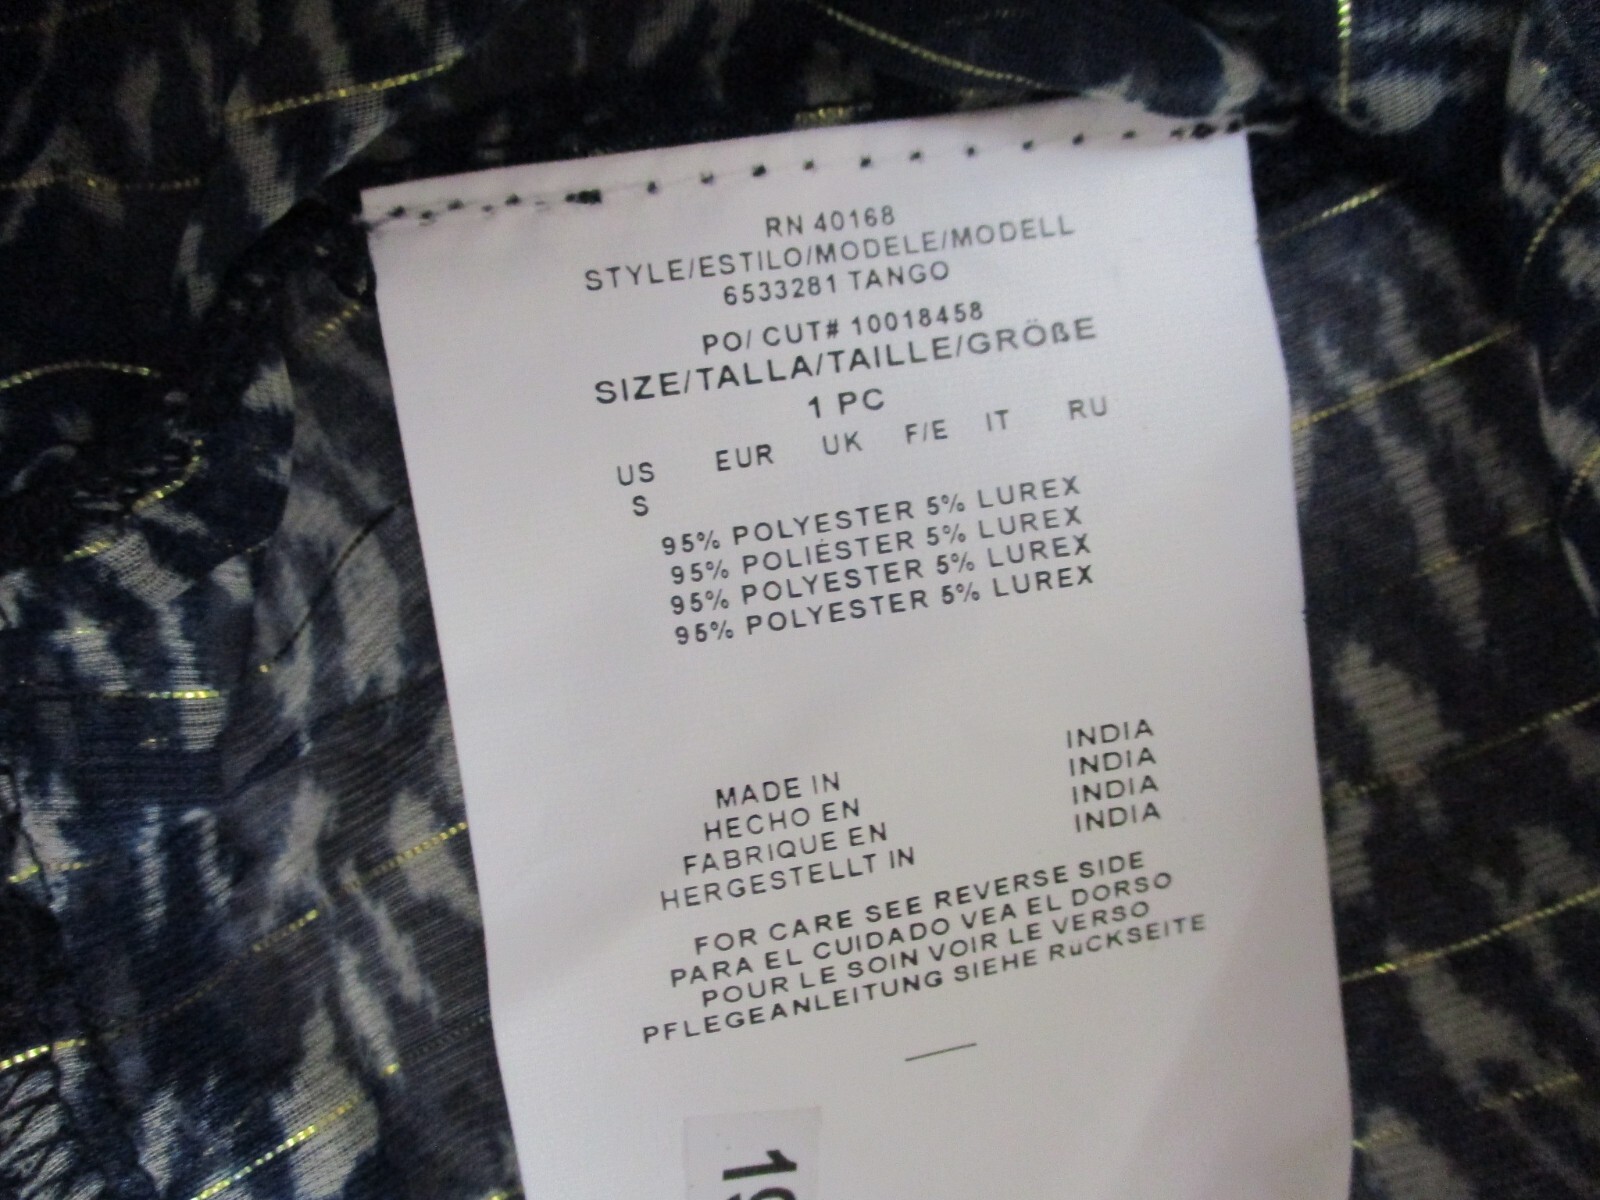 RN 40168
STYLE/ESTILO/MODELE/MODELL
6533281 TANGO
PO/ CUT# 10018458
SIZE/TALLA/TAILLE/GRÖßE
1 PC
US EUR UK F/E IT RU
S
95% POLYESTER 5% LUREX
95% POLIÉSTER 5% LUREX
95% POLYESTER 5% LUREX
95% POLYESTER 5% LUREX
MADE IN INDIA
HECHO EN INDIA
FABRIQUE EN INDIA
HERGESTELLT IN INDIA
FOR CARE SEE REVERSE SIDE
PARA EL CUIDADO VEA EL DORSO
POUR LE SOIN VOIR LE VERSO
PFLEGEANLEITUNG SIEHE RüCKSEITE